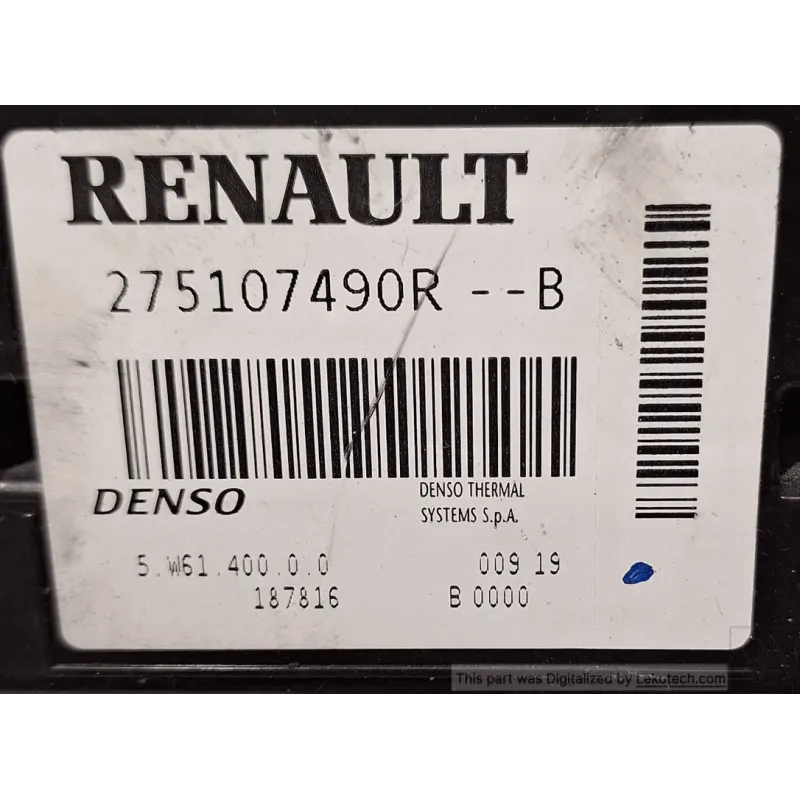 RENAULT
275107490R --B
DENSO
DENSO THERMAL
SYSTEMS S.p.A.
5.W61.400.0.0
009 19
187816
B 0000
This part was Digitalized by Lekotech.com